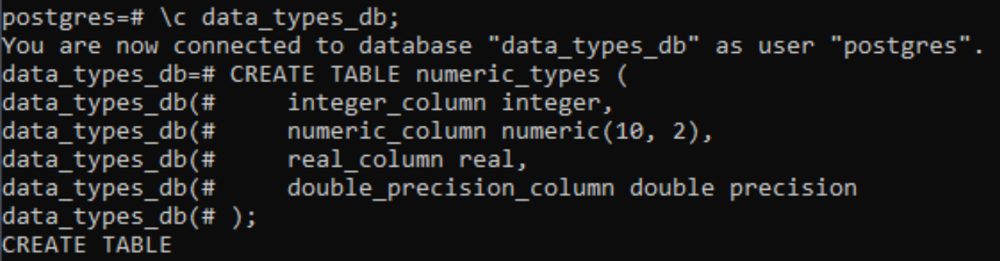 postgres=# \c data_types_db;
You are now connected to database "data_types_db" as user "postgres".
data_types_db=# CREATE TABLE numeric_types (
data_types_db(#     integer_column integer,
data_types_db(#     numeric_column numeric(10, 2),
data_types_db(#     real_column real,
data_types_db(#     double_precision_column double precision
data_types_db(# );
CREATE TABLE